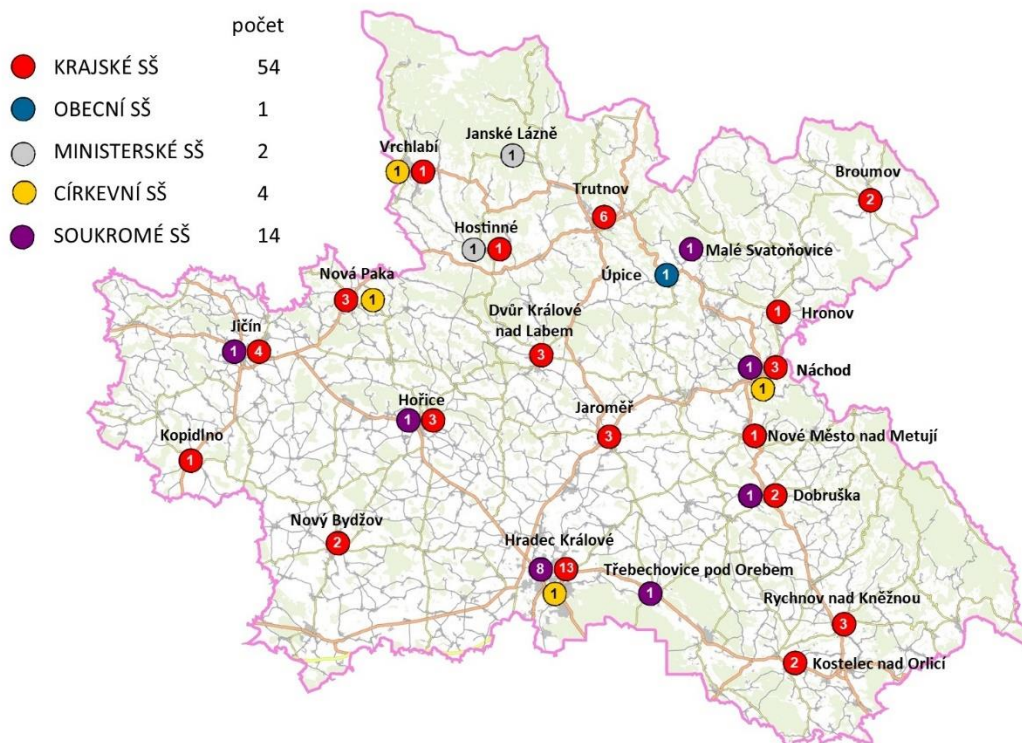 počet
KRAJSKÉ SŠ 54
OBECNÍ SŠ 1
MINISTERSKÉ SŠ 2
CÍRKEVNÍ SŠ 4
SOUKROMÉ SŠ 14
Janské Lázně
1
Vrchlabí
1 1
Broumov
2
Trutnov
6
Hostinné
1 1
1 Malé Svatoňovice
Úpice 1
Nová Paka
3 1
1 Hronov
Dvůr Králové
nad Labem
3
Jičín
1 4
1 3 Náchod
1
Hořice
1 3
Jaroměř
3
1 Nové Město nad Metují
Kopidlno
1
1 2 Dobruška
Nový Bydžov
2
Hradec Králové
8 13
1
Třebechovice pod Orebem
1
Rychnov nad Kněžnou
3
2 Kostelec nad Orlicí